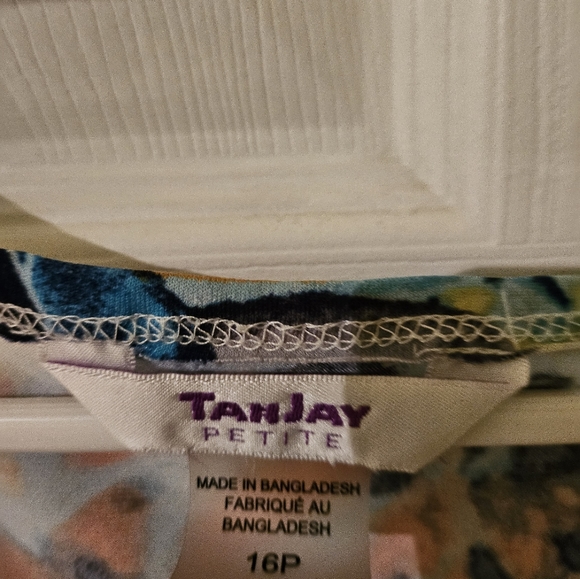 TANJAY
PETITE
MADE IN BANGLADESH
FABRIQUÉ AU
BANGLADESH
16P